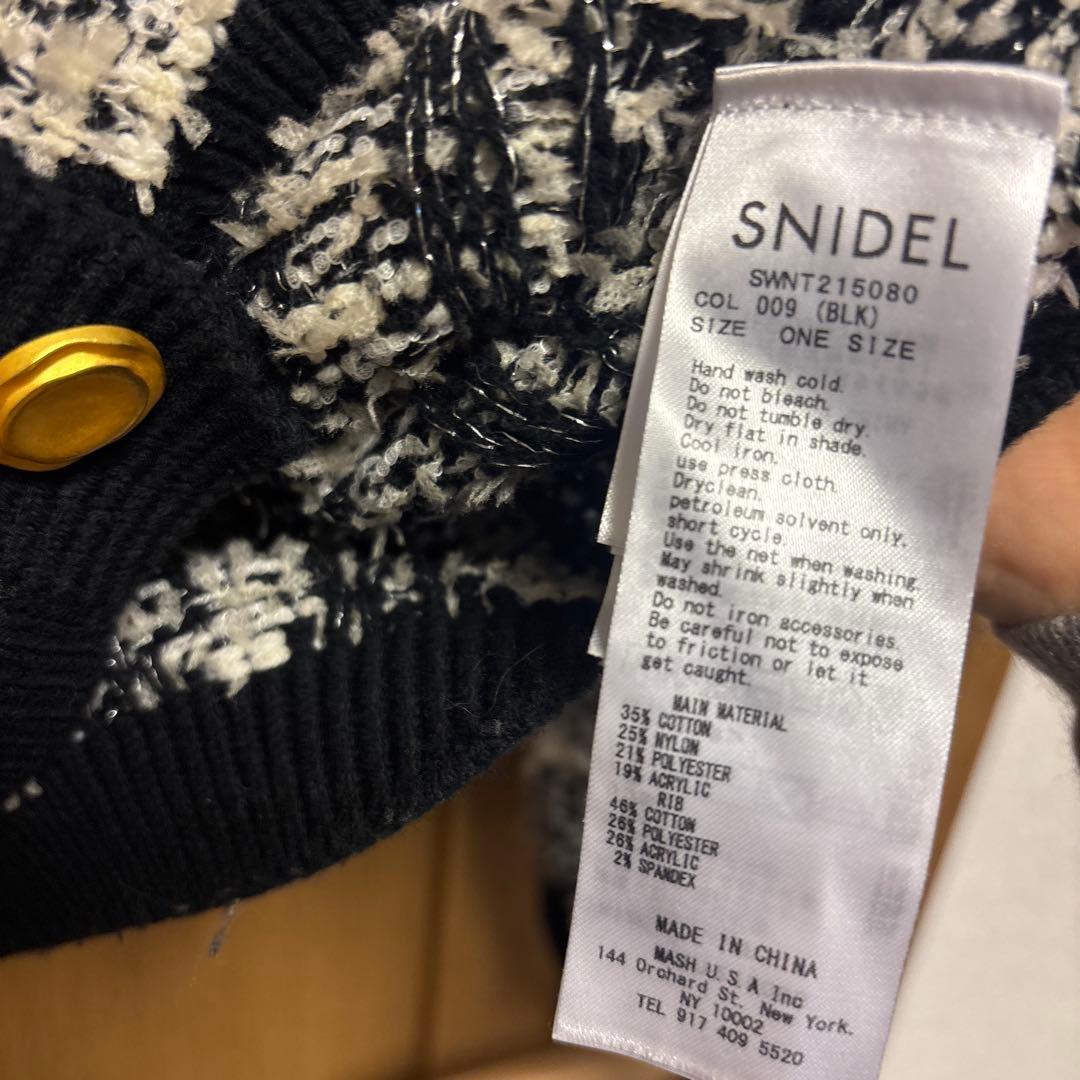 SNIDEL
SWNT215080
COL 009 (BLK)
SIZE ONE SIZE
Hand wash cold.
Do not bleach.
Do not tumble dry.
Dry flat in shade.
Cool iron.
use press cloth.
Dryclean.
petroleum solvent only.
short cycle.
Use the net when washing.
May shrink slightly when
washed.
Do not iron accessories.
Be careful not to expose
to friction or let it
get caught.
MAIN MATERIAL
35% COTTON
25% NYLON
21% POLYESTER
19% ACRYLIC
RIB
46% COTTON
26% POLYESTER
26% ACRYLIC
2% SPANDEX
MADE IN CHINA
MASH U.S.A Inc
144 Orchard St. New York.
NY 10002
TEL 917 409 5520